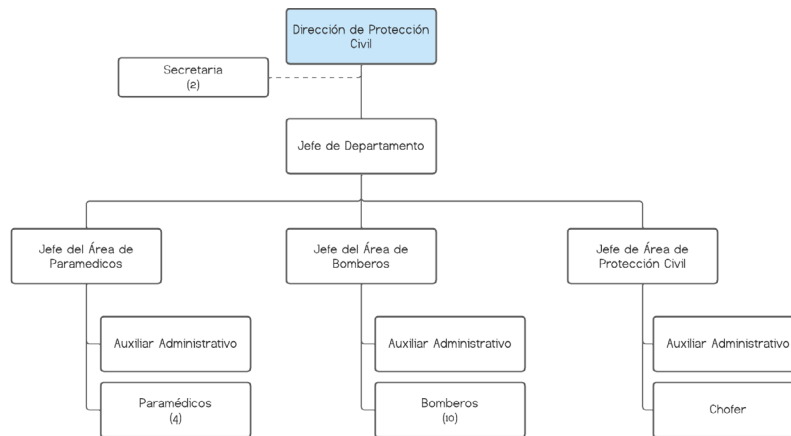 Dirección de Protección
Civil
Secretaria
(2)
Jefe de Departamento
Jefe del Área de
Paramedicos
Jefe del Área de
Bomberos
Jefe de Área de
Protección Civil
Auxiliar Administrativo
Auxiliar Administrativo
Auxiliar Administrativo
Paramédicos
(4)
Bomberos
(10)
Chofer